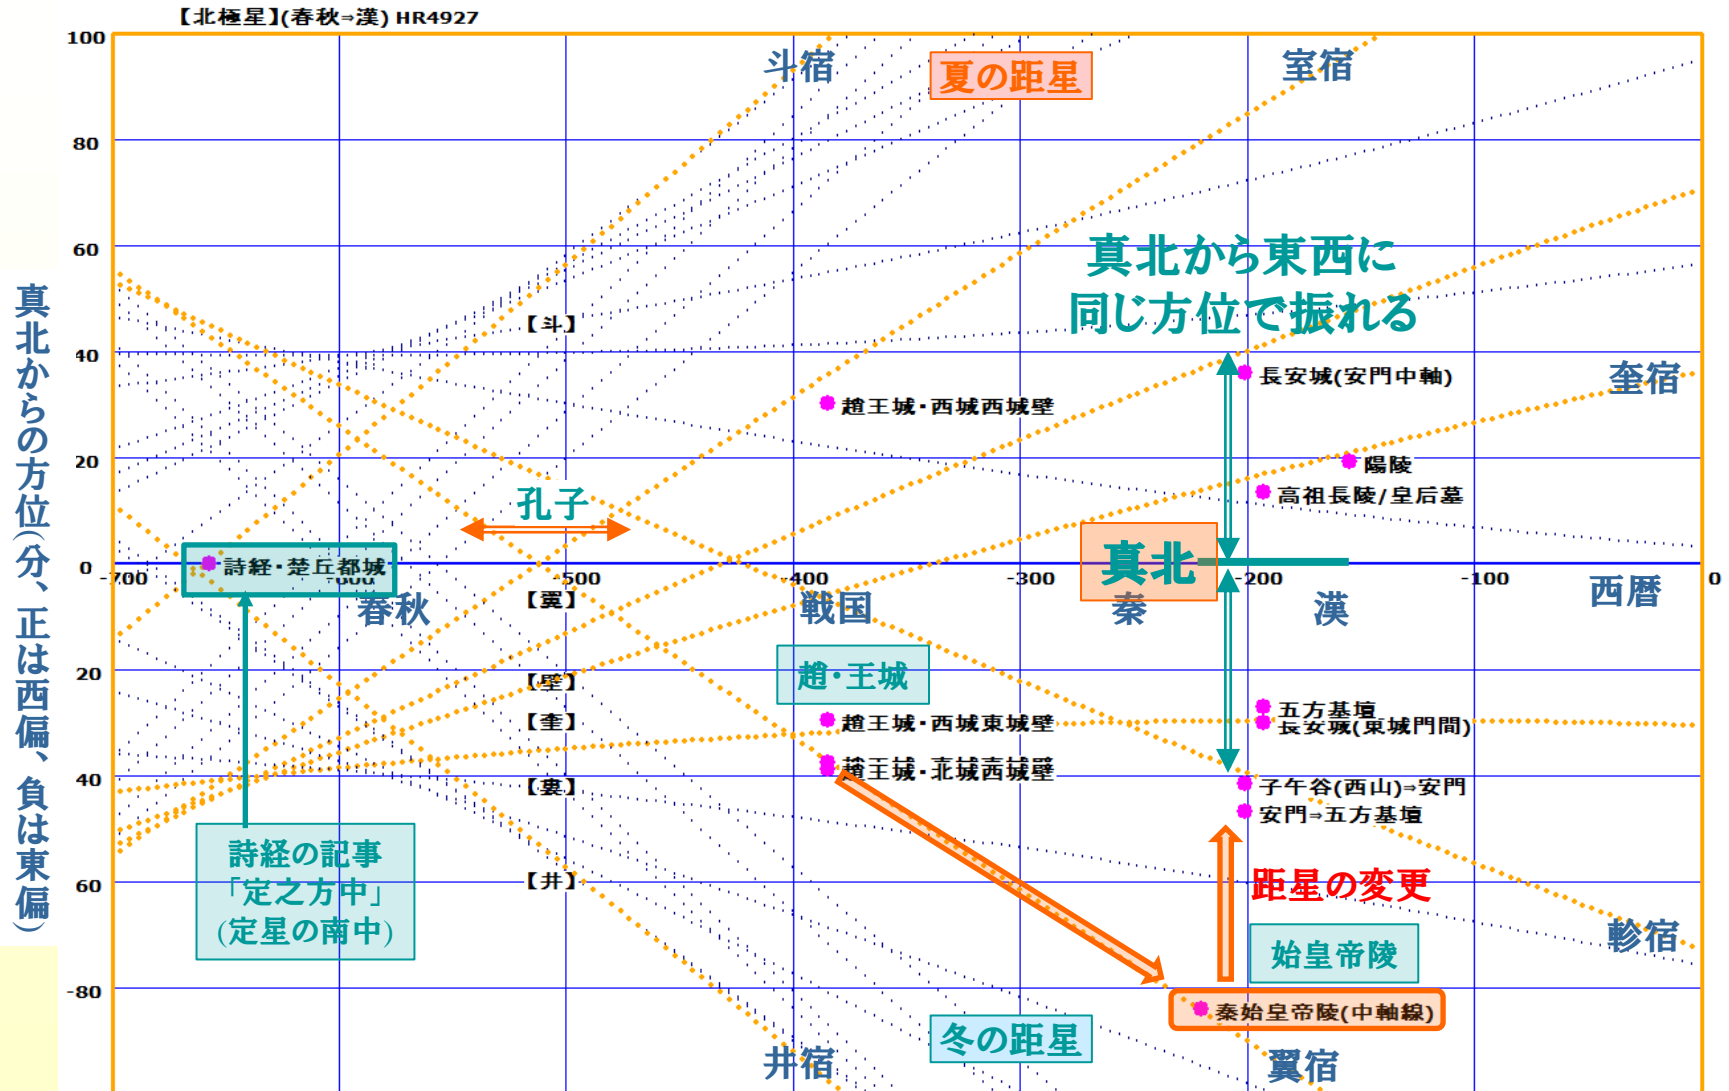 【北極星】(春秋⇒漢) HR4927
100
80
60
40
20
0
20
40
60
-80
-700
-600
-500
-400
-300
-200
-100
0
真北からの方位(分、正は西偏、負は東偏)
斗宿
夏の距星
室宿
真北から東西に
同じ方位で振れる
【斗】
長安城(安門中軸)
奎宿
趙王城・西城西城壁
陽陵
高祖長陵/皇后墓
孔子
詩経・楚丘都城
真北
春秋
戦国
秦
漢
西暦
【翼】
【壁】
【奎】
【婁】
【井】
趙・王城
趙王城・西城東城壁
趙王城・北城西城壁
五方基壇
長安城(東城門間)
子午谷(西山)⇒安門
安門⇒五方基壇
詩経の記事
「定之方中」
(定星の南中)
距星の変更
軫宿
始皇帝陵
秦始皇帝陵(中軸線)
冬の距星
井宿
翼宿